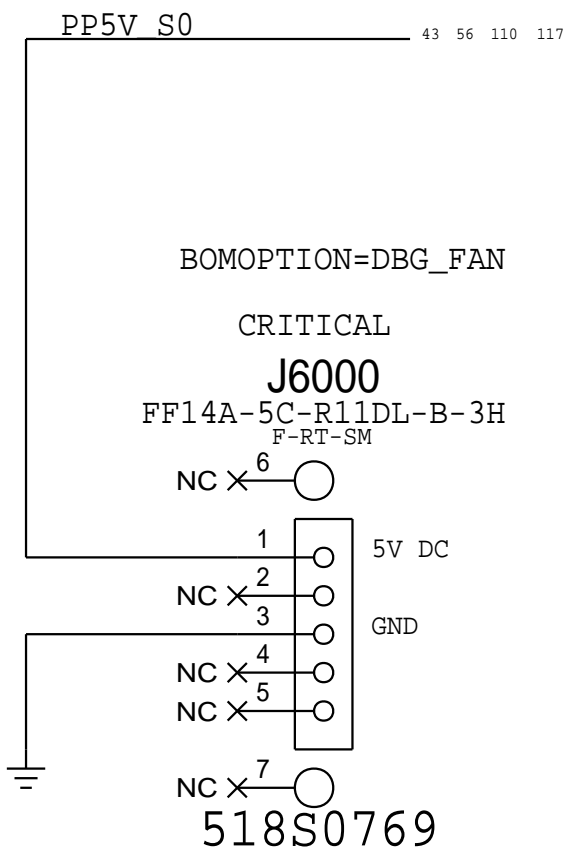 PP5V_S0
43 56 110 117
BOMOPTION=DBG_FAN
CRITICAL
J6000
FF14A-5C-R11DL-B-3H
F-RT-SM
NC 6
1 5V DC
NC 2
3 GND
NC 4
NC 5
NC 7
518S0769